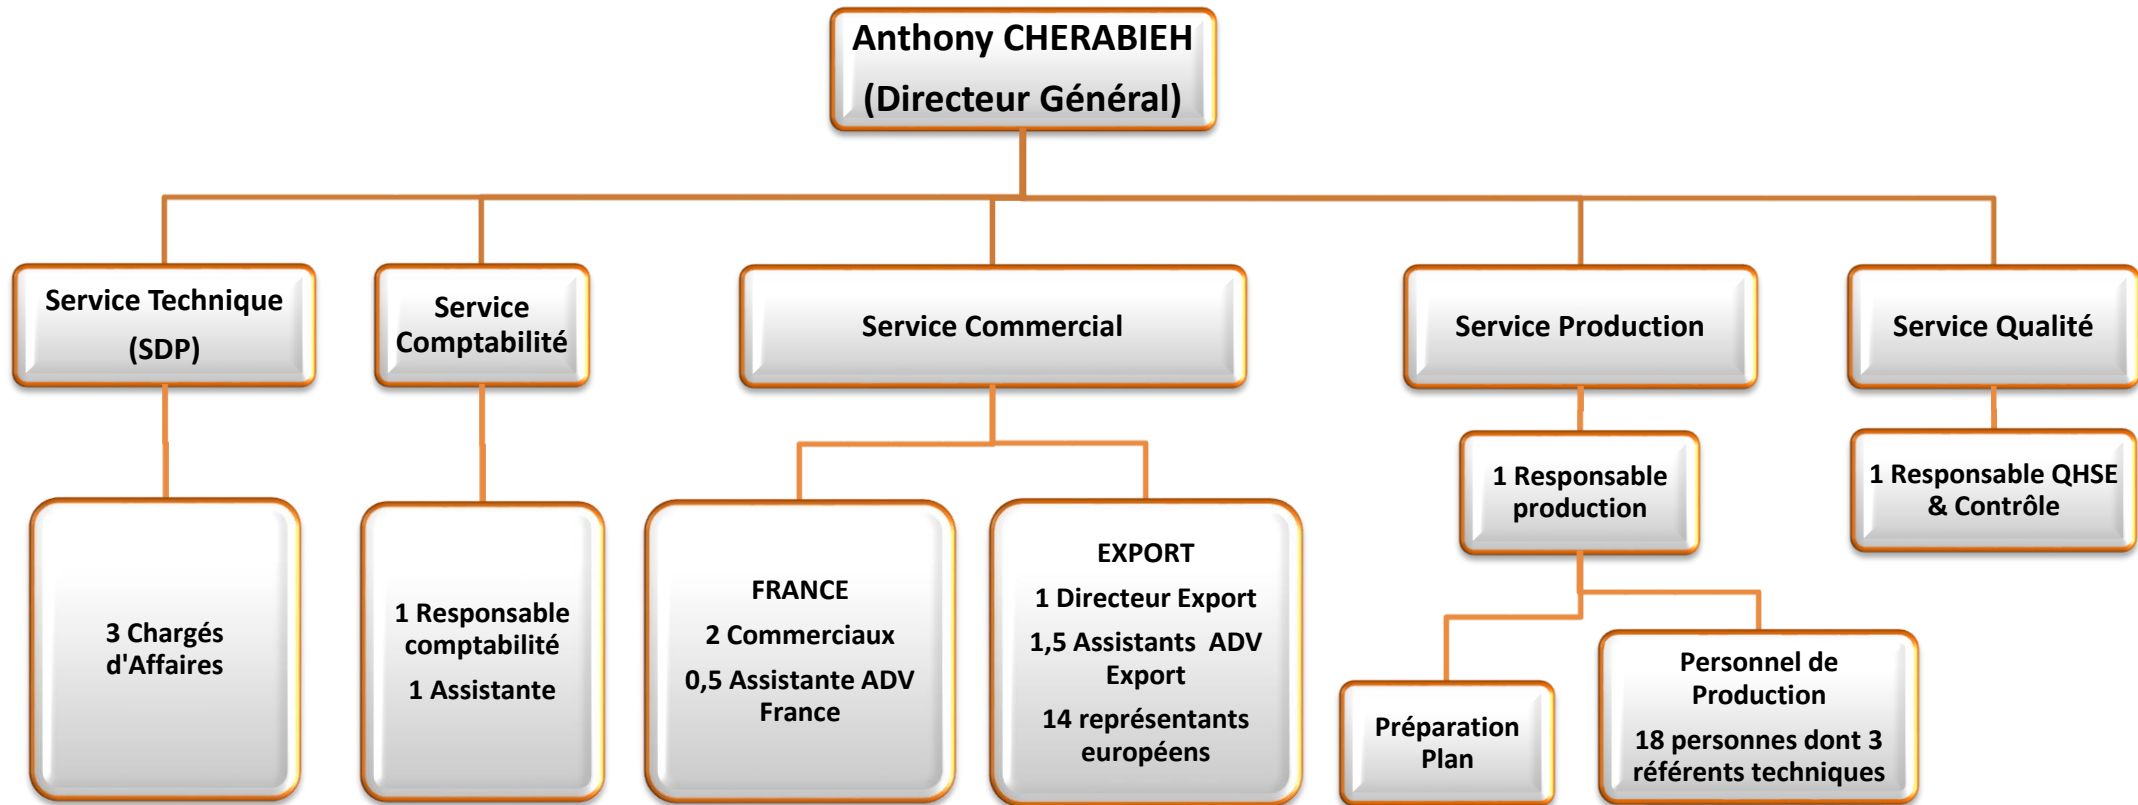 Anthony CHERABIEH
(Directeur Général)
Service Technique
(SDP)
Service
Comptabilité
Service Commercial
Service Production
Service Qualité
3 Chargés
d'Affaires
1 Responsable
comptabilité
1 Assistante
FRANCE
2 Commerciaux
0,5 Assistante ADV
France
EXPORT
1 Directeur Export
1,5 Assistants ADV
Export
14 représentants
européens
1 Responsable
production
Préparation
Plan
Personnel de
Production
18 personnes dont 3
référents techniques
1 Responsable QHSE
& Contrôle